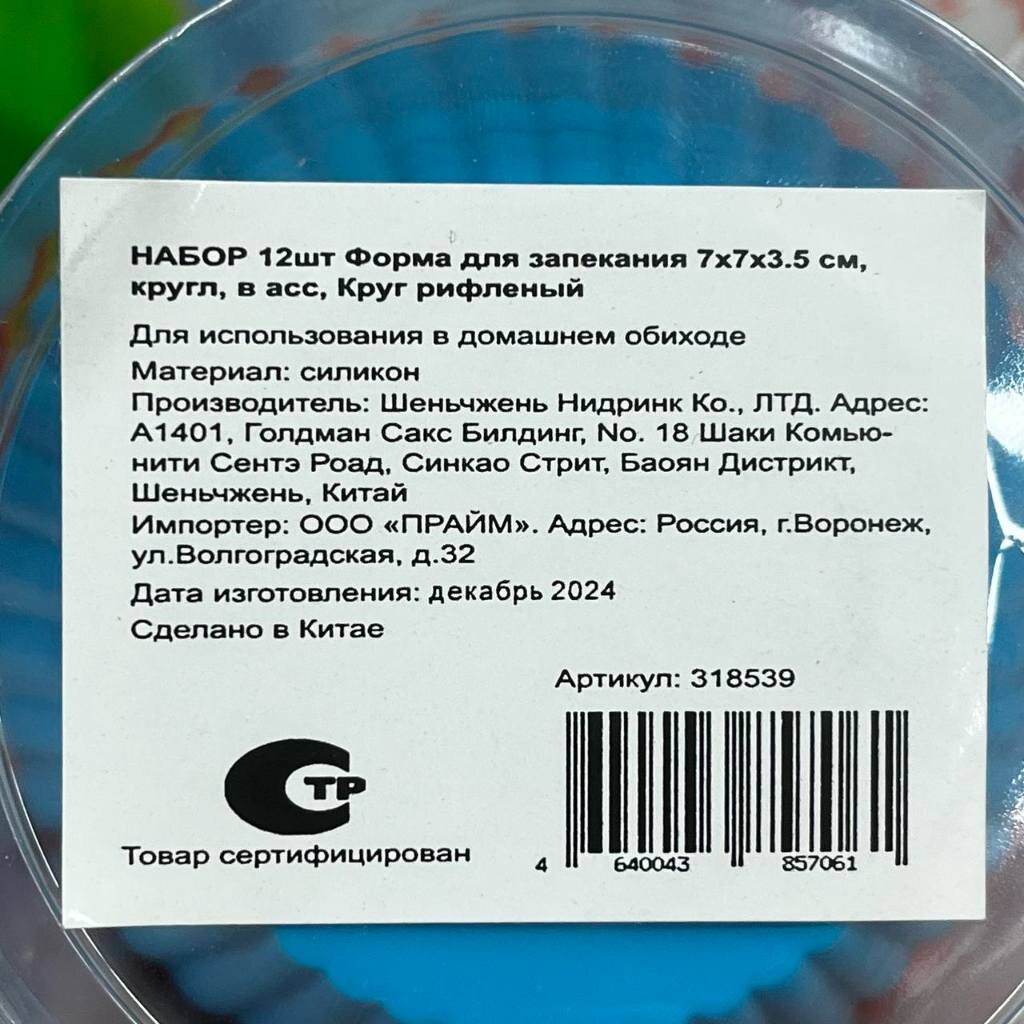 НАБОР 12шт Форма для запекания 7х7х3.5 см,
кругл, в асс, Круг рифленый
Для использования в домашнем обиходе
Материал: силикон
Производитель: Шеньчжень Нидринк Ко., ЛТД. Адрес:
А1401, Голдман Сакс Билдинг, No. 18 Шаки Комью-
нити Сентэ Роад, Синкао Стрит, Баоян Дистрикт,
Шеньчжень, Китай
Импортер: ООО «ПРАЙМ». Адрес: Россия, г.Воронеж,
ул.Волгоградская, д.32
Дата изготовления: декабрь 2024
Сделано в Китае
Артикул: 318539
СТР
Товар сертифицирован
4 640043 857061